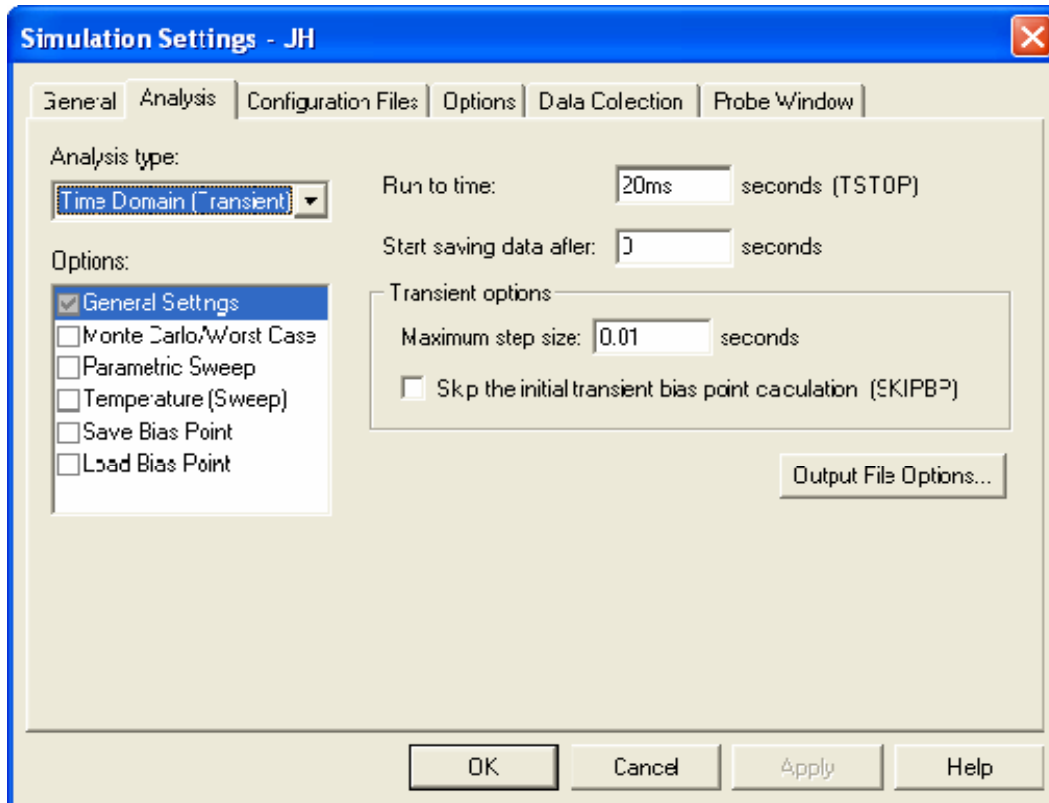 Simulation Settings - JH
General
Analysis
Configuration Files
Options
Data Colection
Probe Window
Analysis type:
Time Domain (Transient)
Options:
General Settings
Monte Carlo/Worst Case
Parametric Sweep
Temperature (Sweep)
Save Bias Point
Load Bias Point
Run to time:
20ms
seconds (TSTOP)
Start saving data after:
0
seconds
Transient options
Maximum step size:
0.01
seconds
Skip the initial transient bias point caculation (SKIPBP)
Output File Options...
OK
Cancel
Apply
Help